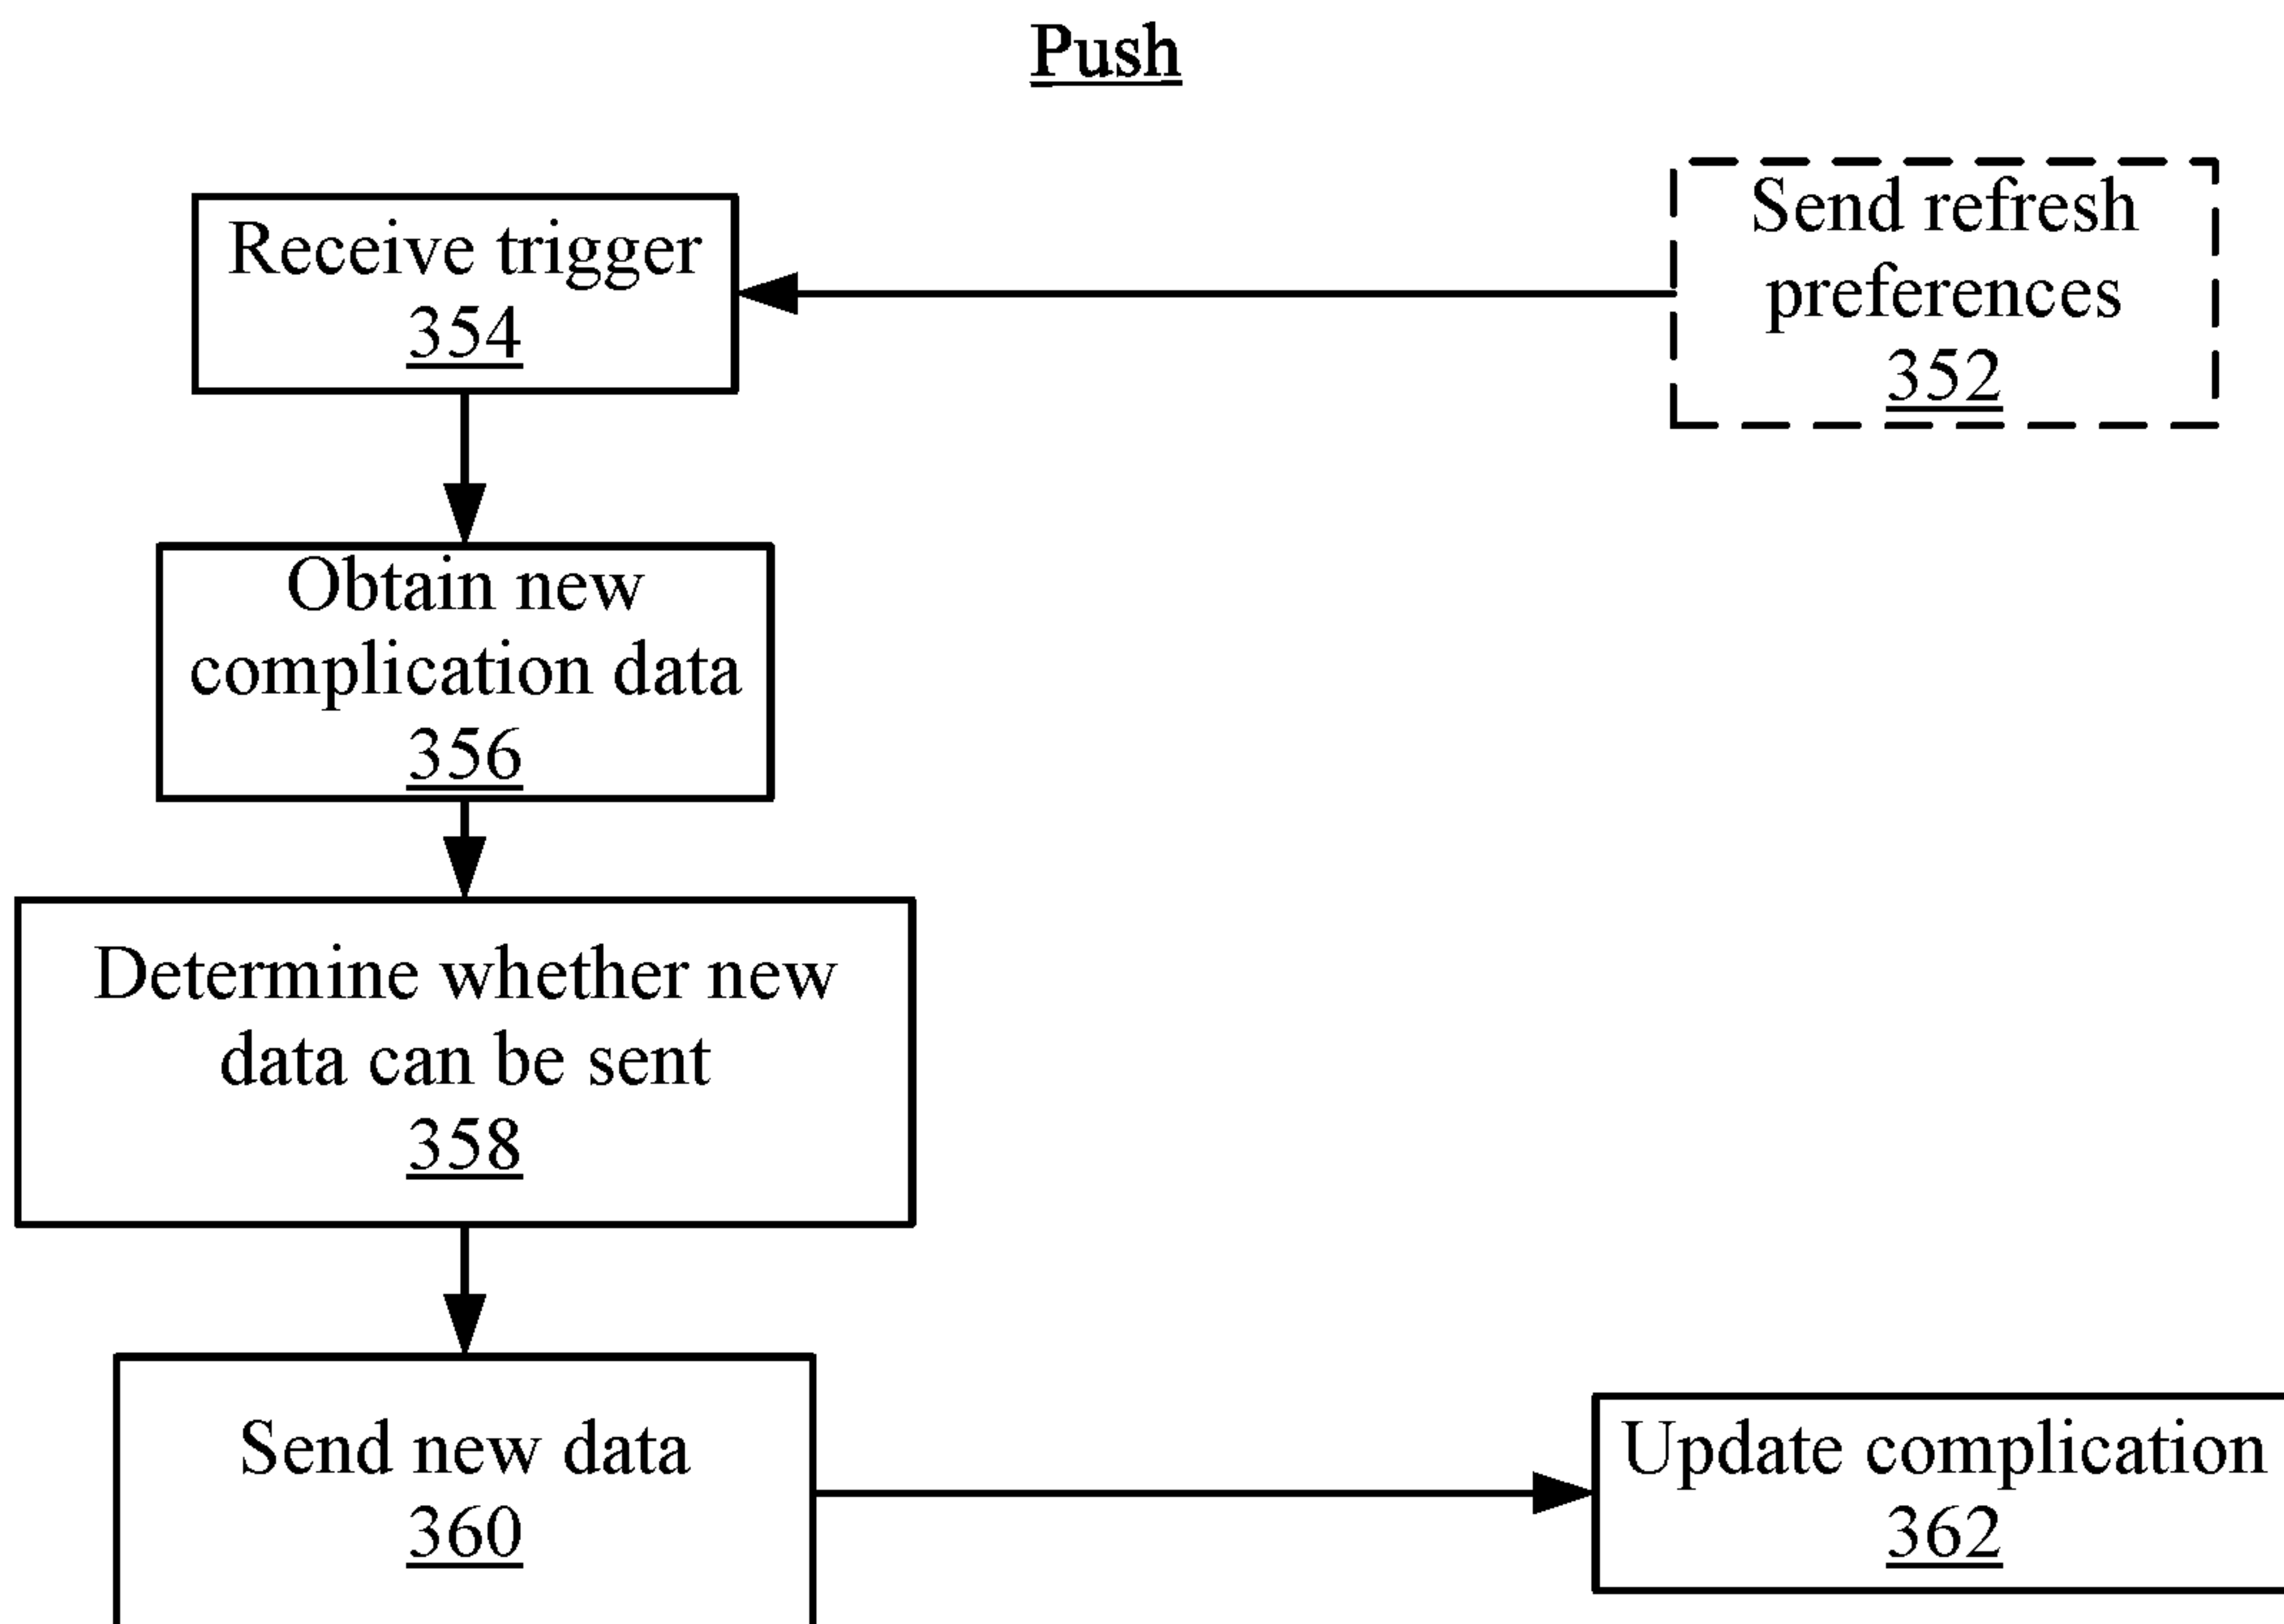 Push
Receive trigger
354
Send refresh
preferences
352
Obtain new
complication data
356
Determine whether new
data can be sent
358
Send new data
360
Update complication
362